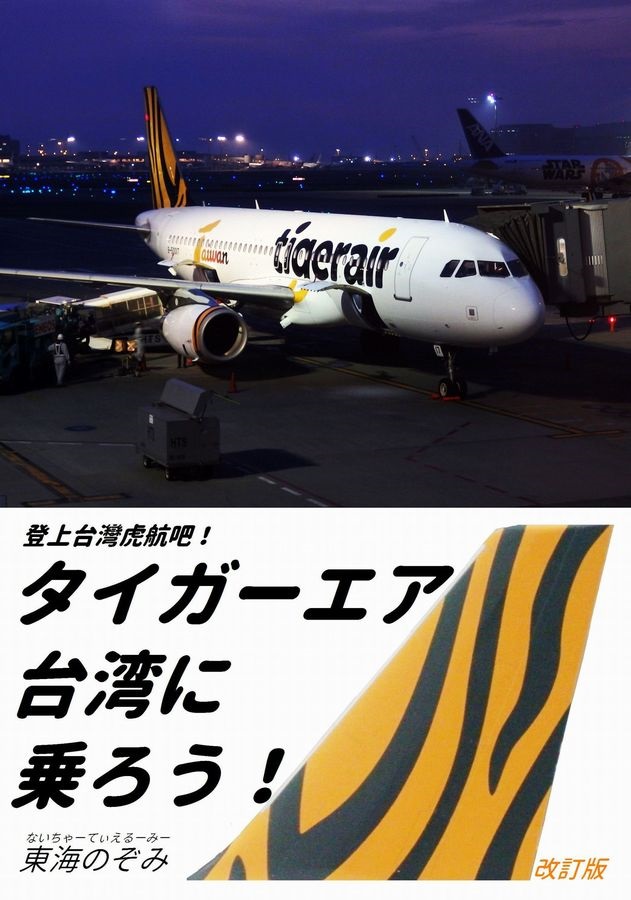 ANA
STAR
WARS
tigerair
Taiwan
HTS
登上台灣虎航吧！
タイガーエア
台湾に
乗ろう！
ないちゃーてぃえるーみー
東海のぞみ
改訂版